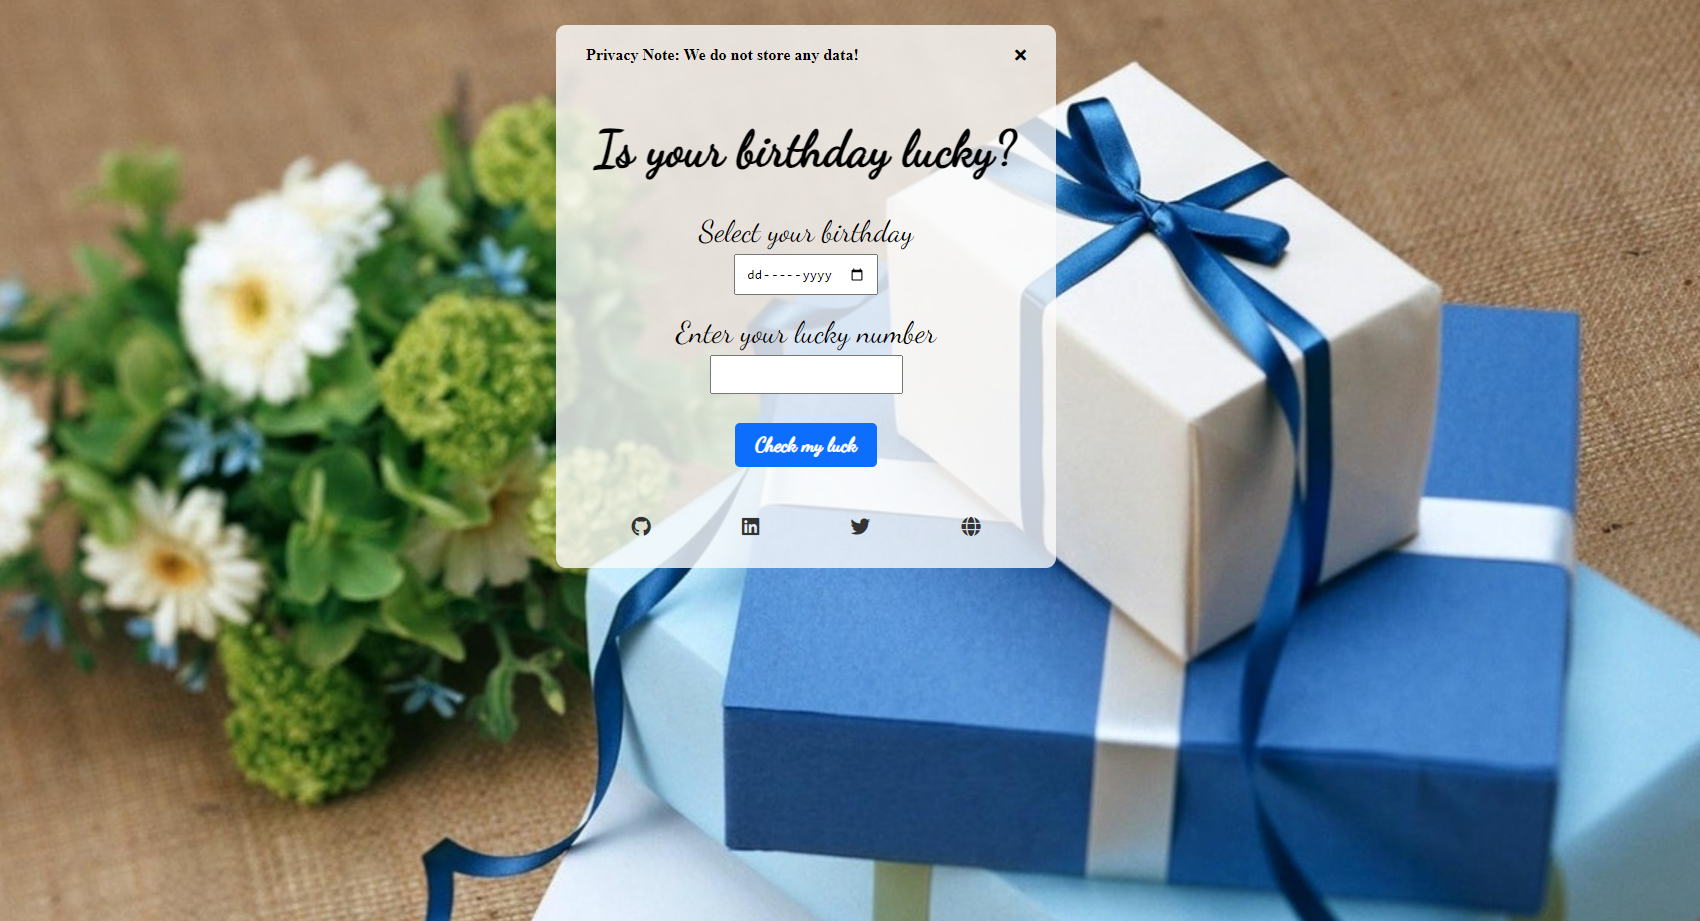 Privacy Note: We do not store any data!
Is your birthday lucky?
Select your birthday
dd-----yyyy
Enter your lucky number
Check my luck